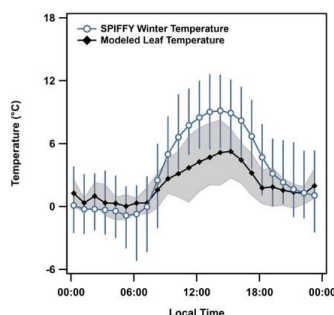 18
SPIFFY Winter Temperature
Modeled Leaf Temperature
12
6
0
-6
Temperature (°C)
00:00
06:00
12:00
18:00
00:00
Local Time